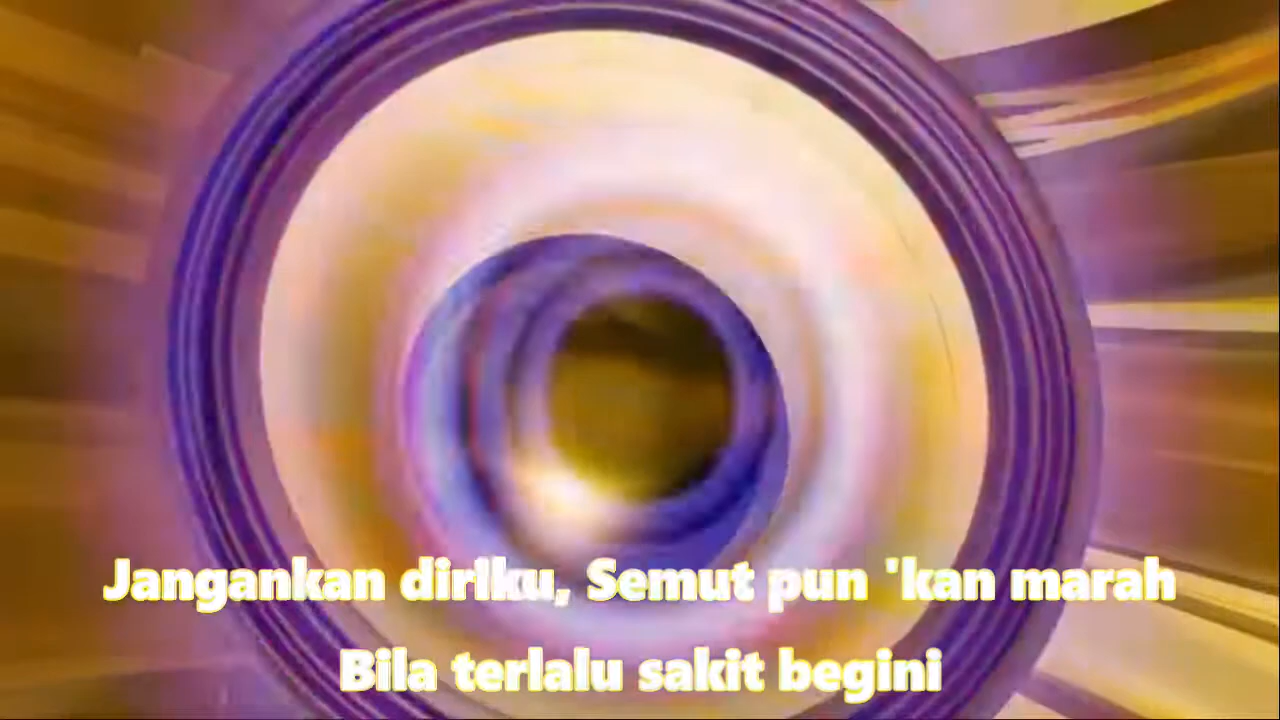 Jangankan diriku, Semut pun 'kan marah
Bila terlalu sakit begini